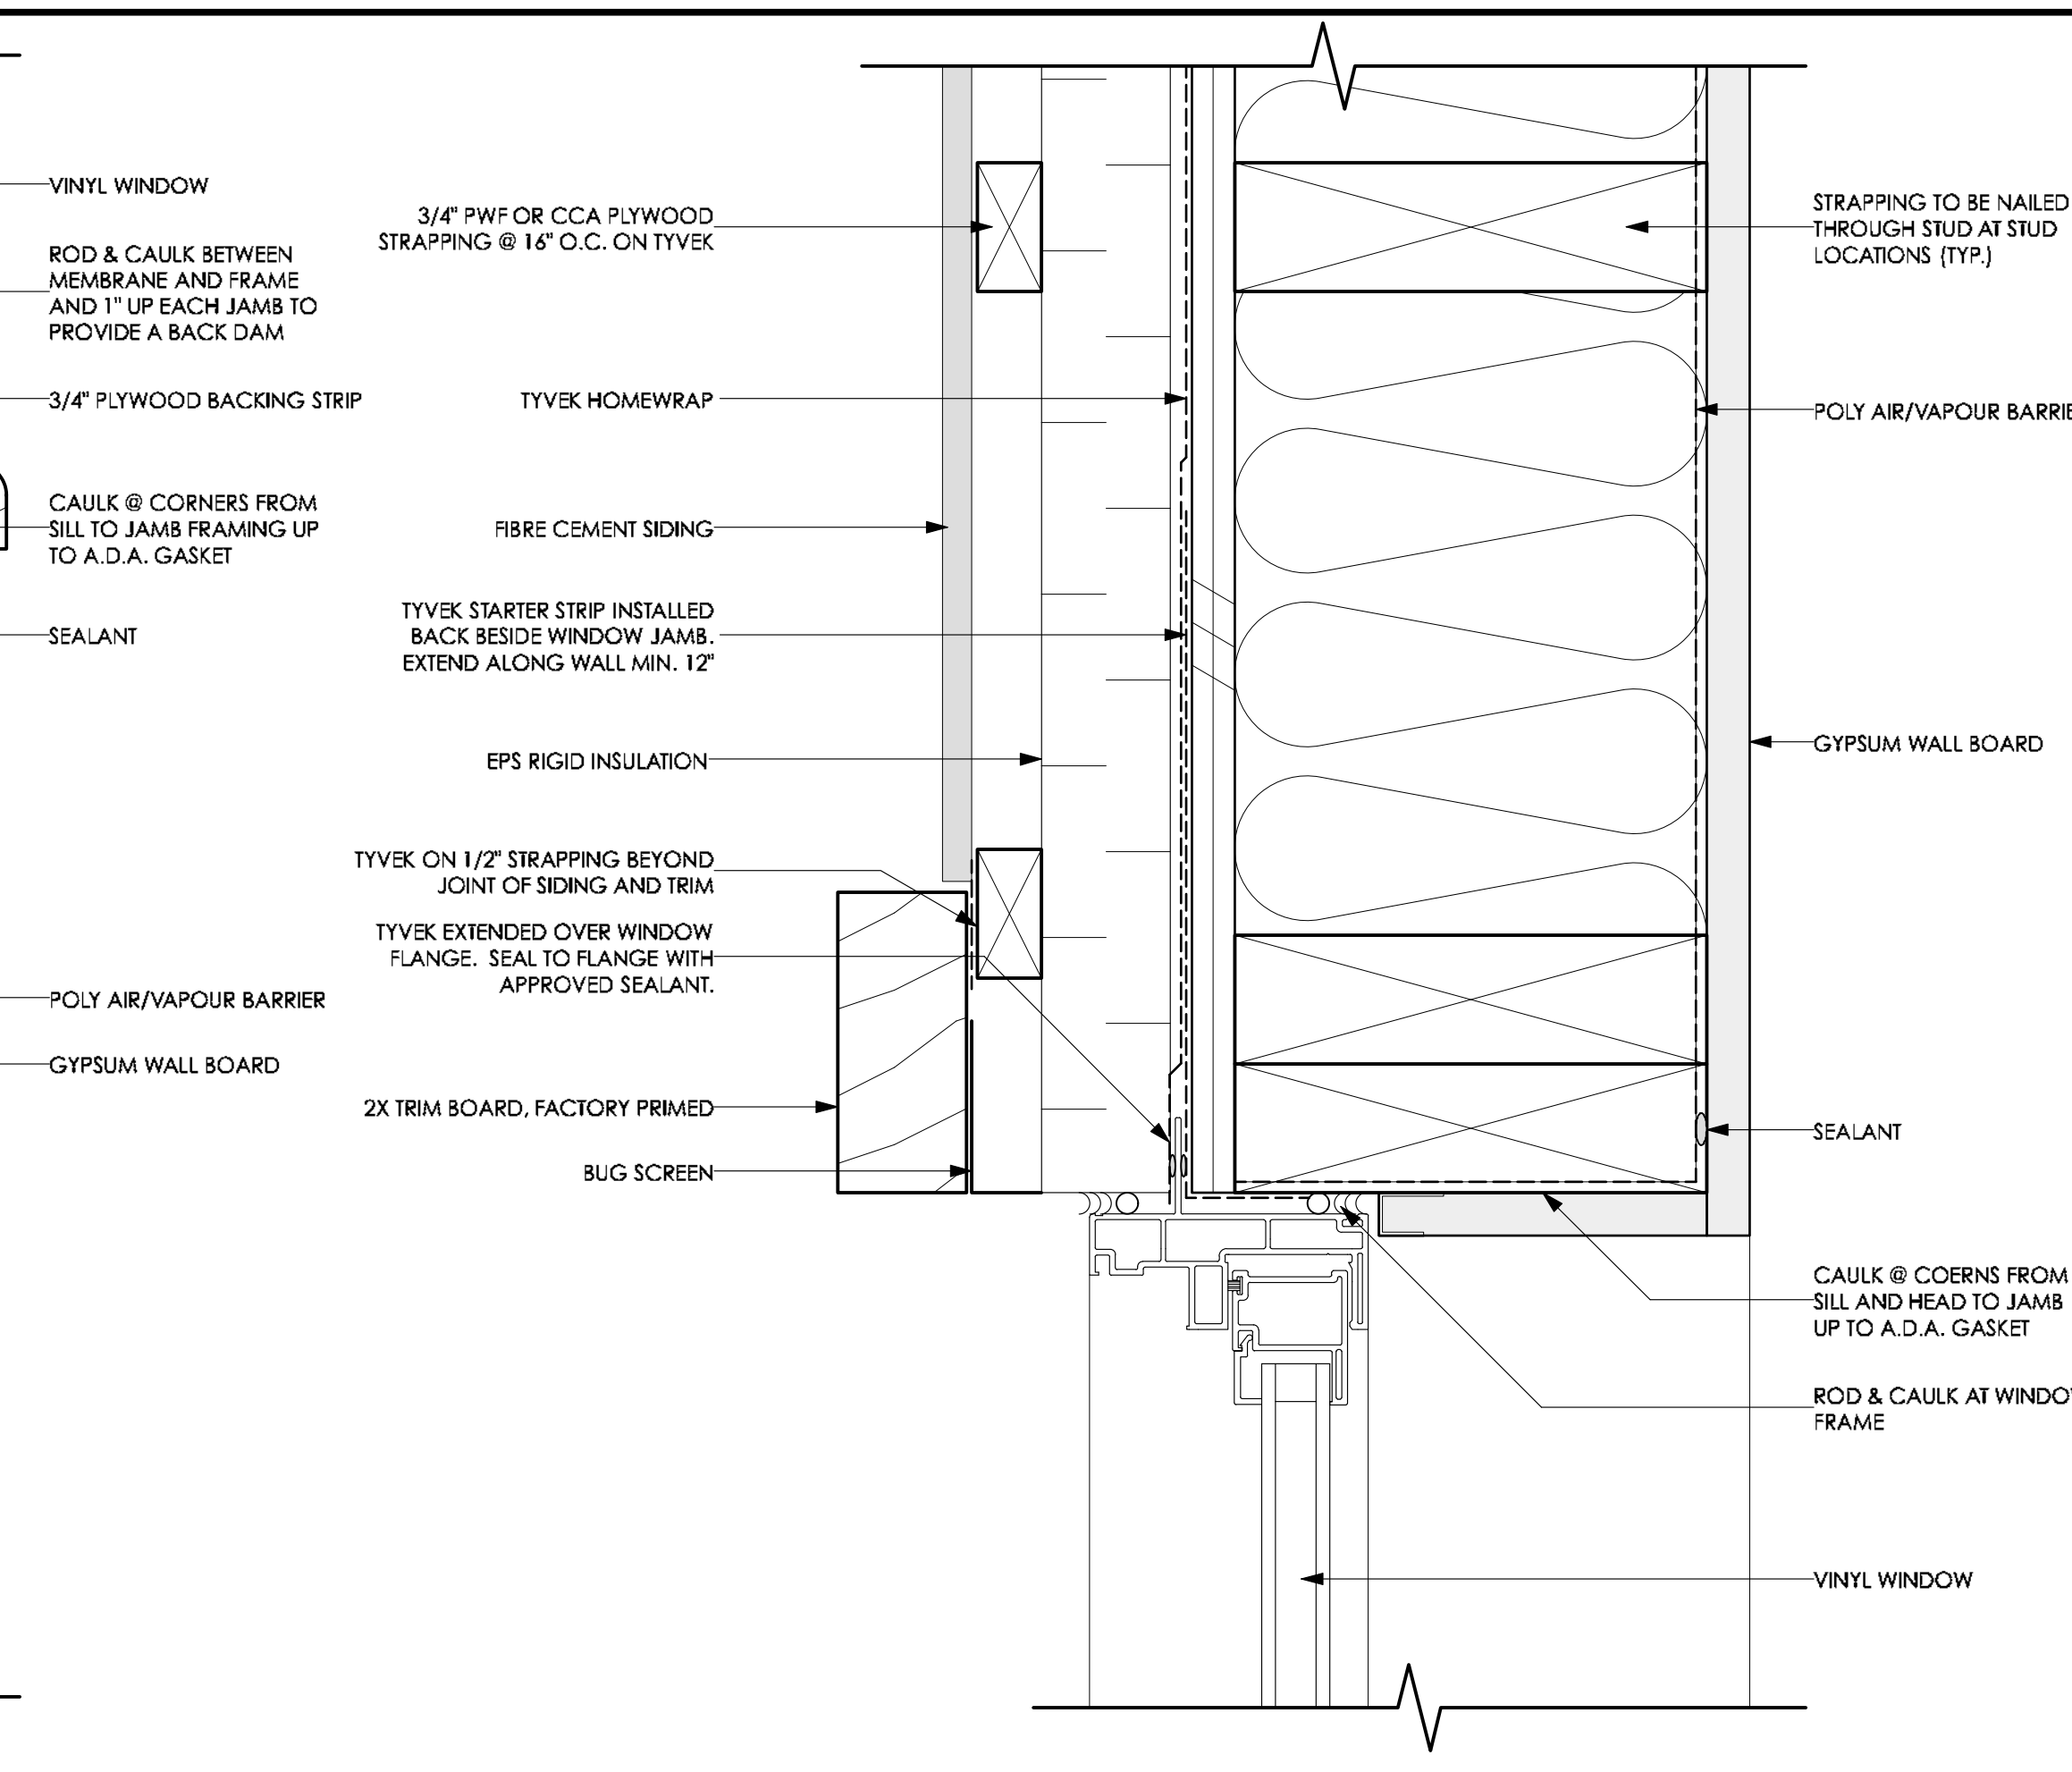 VINYL WINDOW
ROD & CAULK BETWEEN
MEMBRANE AND FRAME
AND 1" UP EACH JAMB TO
PROVIDE A BACK DAM
3/4" PLYWOOD BACKING STRIP
CAULK @ CORNERS FROM
SILL TO JAMB FRAMING UP
TO A.D.A. GASKET
SEALANT
POLY AIR/VAPOUR BARRIER
GYPSUM WALL BOARD
3/4" PWF OR CCA PLYWOOD
STRAPPING @ 16" O.C. ON TYVEK
TYVEK HOMEWRAP
FIBRE CEMENT SIDING
TYVEK STARTER STRIP INSTALLED
BACK BESIDE WINDOW JAMB.
EXTEND ALONG WALL MIN. 12"
EPS RIGID INSULATION
TYVEK ON 1/2" STRAPPING BEYOND
JOINT OF SIDING AND TRIM
TYVEK EXTENDED OVER WINDOW
FLANGE. SEAL TO FLANGE WITH
APPROVED SEALANT.
2X TRIM BOARD, FACTORY PRIMED
BUG SCREEN
STRAPPING TO BE NAILED
THROUGH STUD AT STUD
LOCATIONS (TYP.)
POLY AIR/VAPOUR
GYPSUM WALL BOARD
SEALANT
CAULK @ COERNS FROM
SILL AND HEAD TO JAMB
UP TO A.D.A. GASKET
ROD & CAULK AT
FRAME
VINYL WINDOW